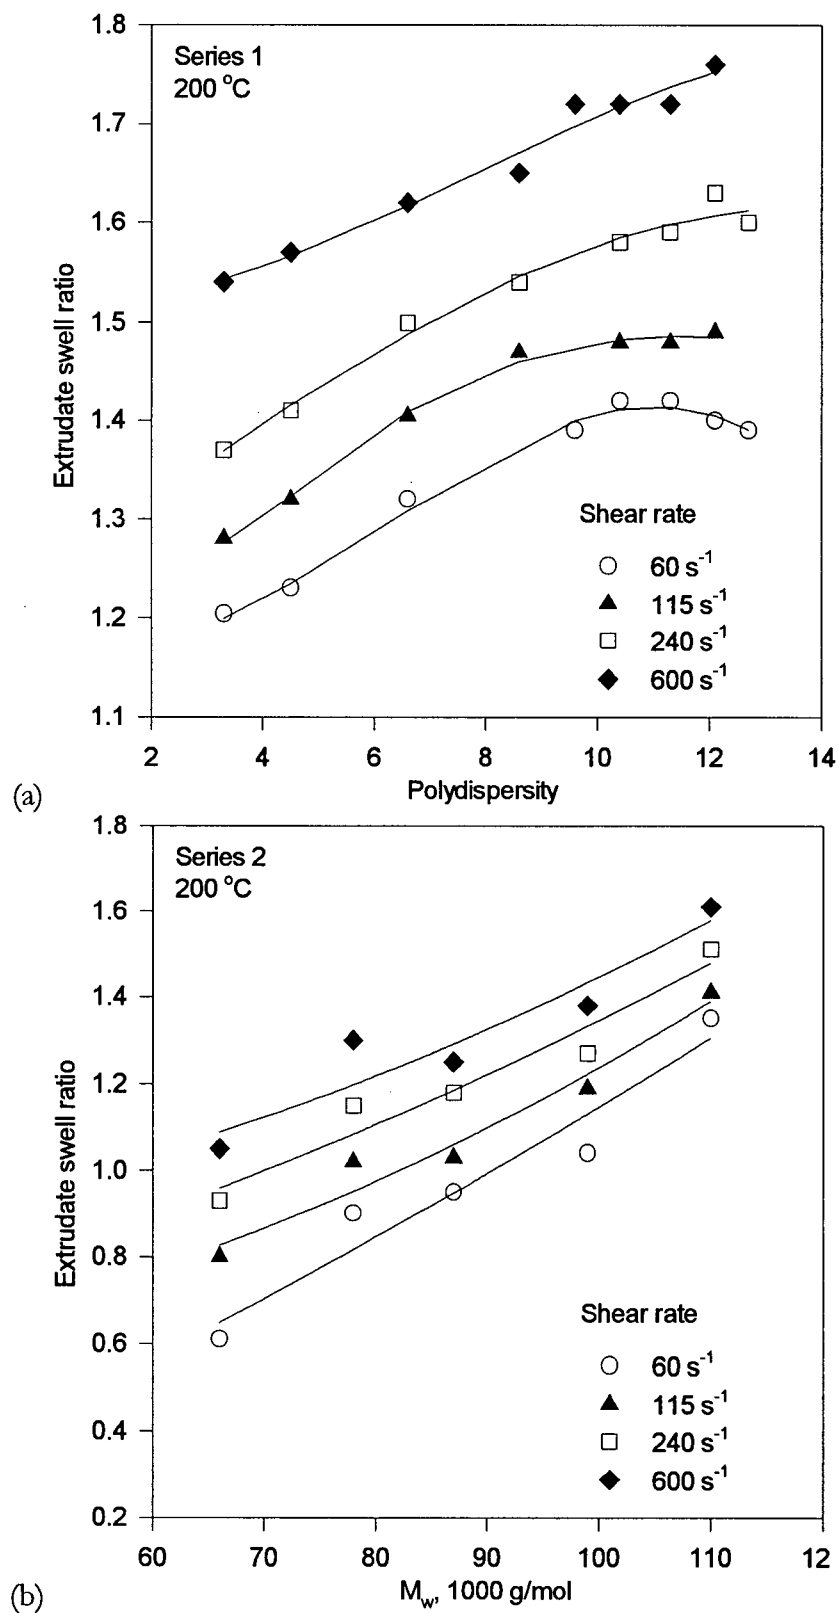 1.8
Series 1
200 °C
1.7
1.6
1.5
1.4
1.3
1.2
1.1
Extrudate swell ratio
Shear rate
60 s⁻¹
115 s⁻¹
240 s⁻¹
600 s⁻¹
2 4 6 8 10 12 14
(a) Polydispersity
1.8
Series 2
200 °C
1.6
1.4
1.2
1.0
0.8
0.6
0.4
0.2
Extrudate swell ratio
Shear rate
60 s⁻¹
115 s⁻¹
240 s⁻¹
600 s⁻¹
60 70 80 90 100 110 12
(b) Mw, 1000 g/mol